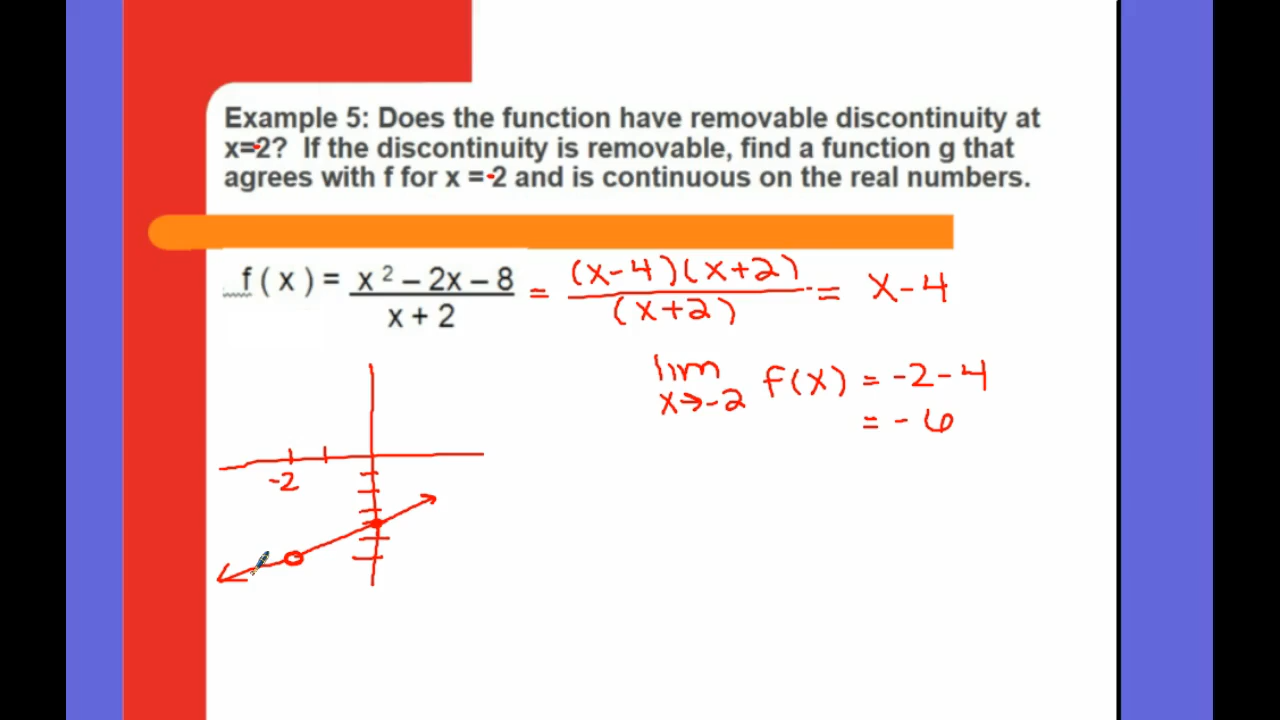 Example 5: Does the function have removable discontinuity at
x=-2? If the discontinuity is removable, find a function g that
agrees with f for x =-2 and is continuous on the real numbers.
f ( x ) = x² – 2x – 8 / x + 2 = (x-4)(x+2) / (x+2) = x-4
lim x→-2 f(x) = -2-4
= -6
-2